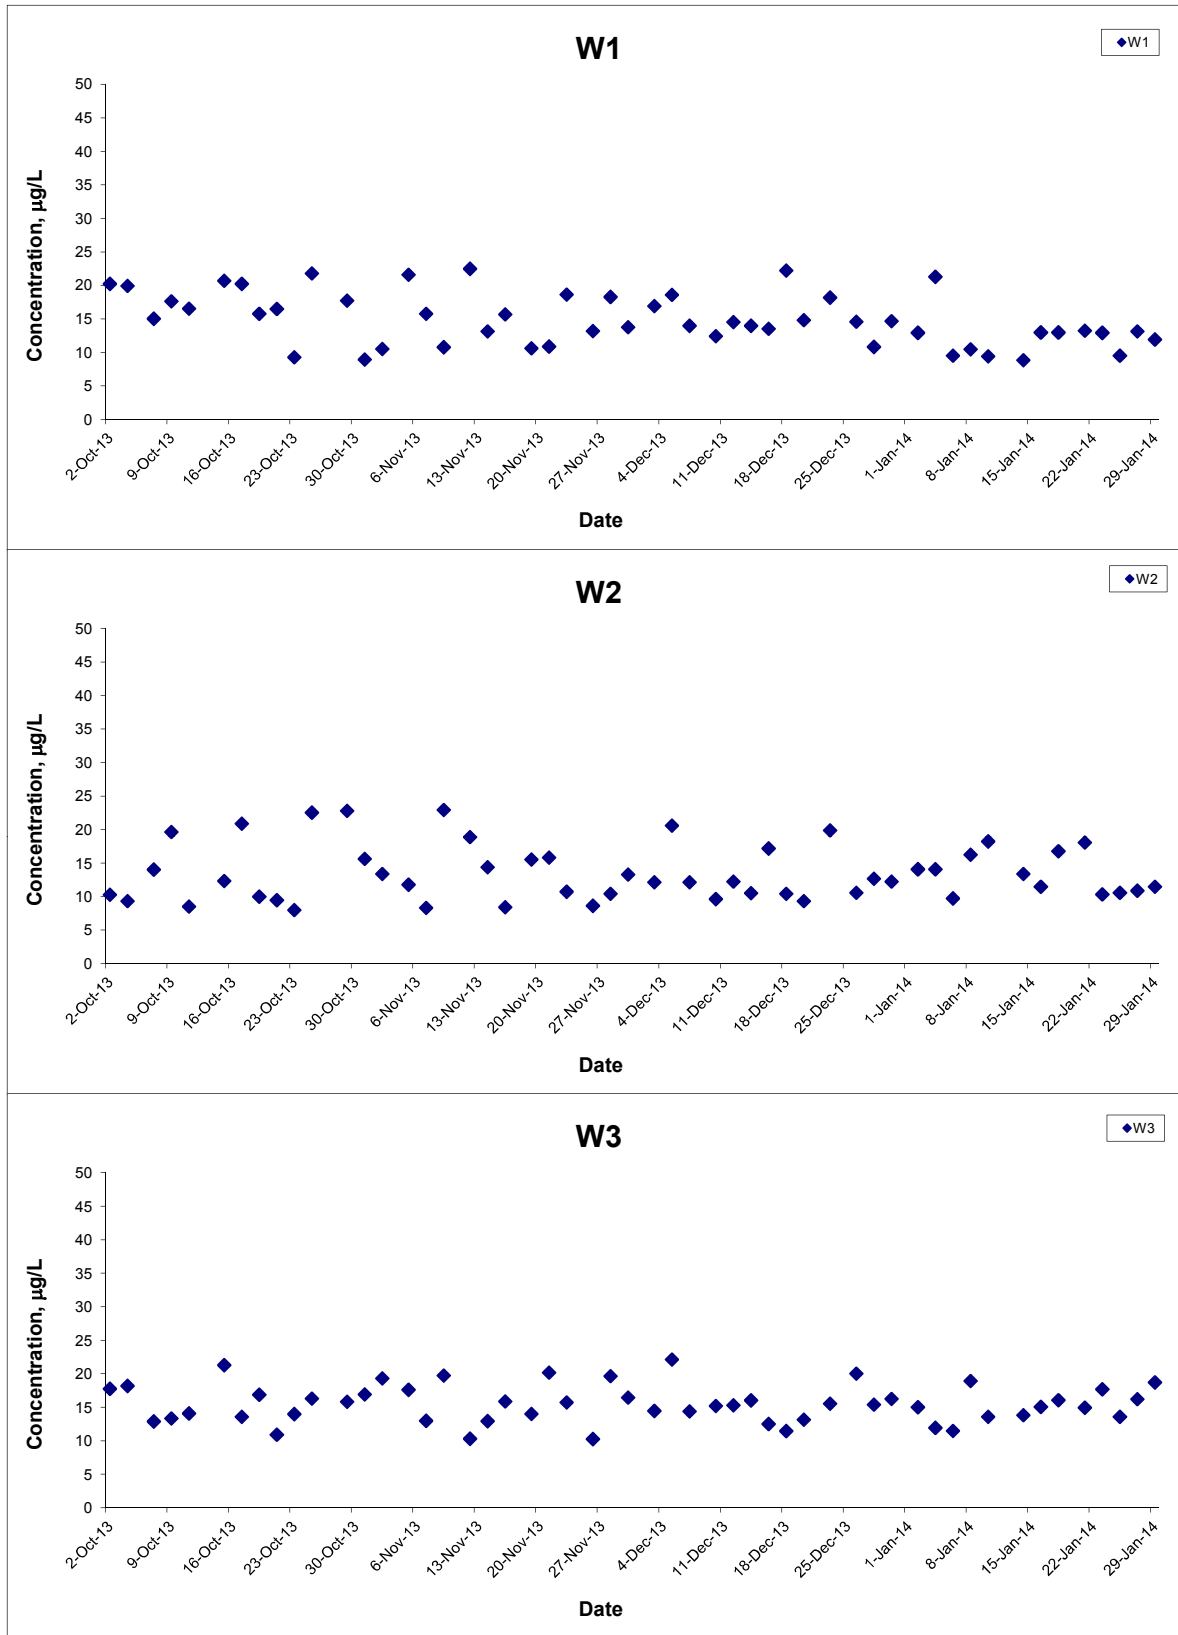 W1
W1
50
45
40
35
30
25
20
15
10
5
0
Concentration, µg/L
2-Oct-13
9-Oct-13
16-Oct-13
23-Oct-13
30-Oct-13
6-Nov-13
13-Nov-13
20-Nov-13
27-Nov-13
4-Dec-13
11-Dec-13
18-Dec-13
25-Dec-13
1-Jan-14
8-Jan-14
15-Jan-14
22-Jan-14
29-Jan-14
Date
W2
W2
50
45
40
35
30
25
20
15
10
5
0
Concentration, µg/L
2-Oct-13
9-Oct-13
16-Oct-13
23-Oct-13
30-Oct-13
6-Nov-13
13-Nov-13
20-Nov-13
27-Nov-13
4-Dec-13
11-Dec-13
18-Dec-13
25-Dec-13
1-Jan-14
8-Jan-14
15-Jan-14
22-Jan-14
29-Jan-14
Date
W3
W3
50
45
40
35
30
25
20
15
10
5
0
Concentration, µg/L
2-Oct-13
9-Oct-13
16-Oct-13
23-Oct-13
30-Oct-13
6-Nov-13
13-Nov-13
20-Nov-13
27-Nov-13
4-Dec-13
11-Dec-13
18-Dec-13
25-Dec-13
1-Jan-14
8-Jan-14
15-Jan-14
22-Jan-14
29-Jan-14
Date